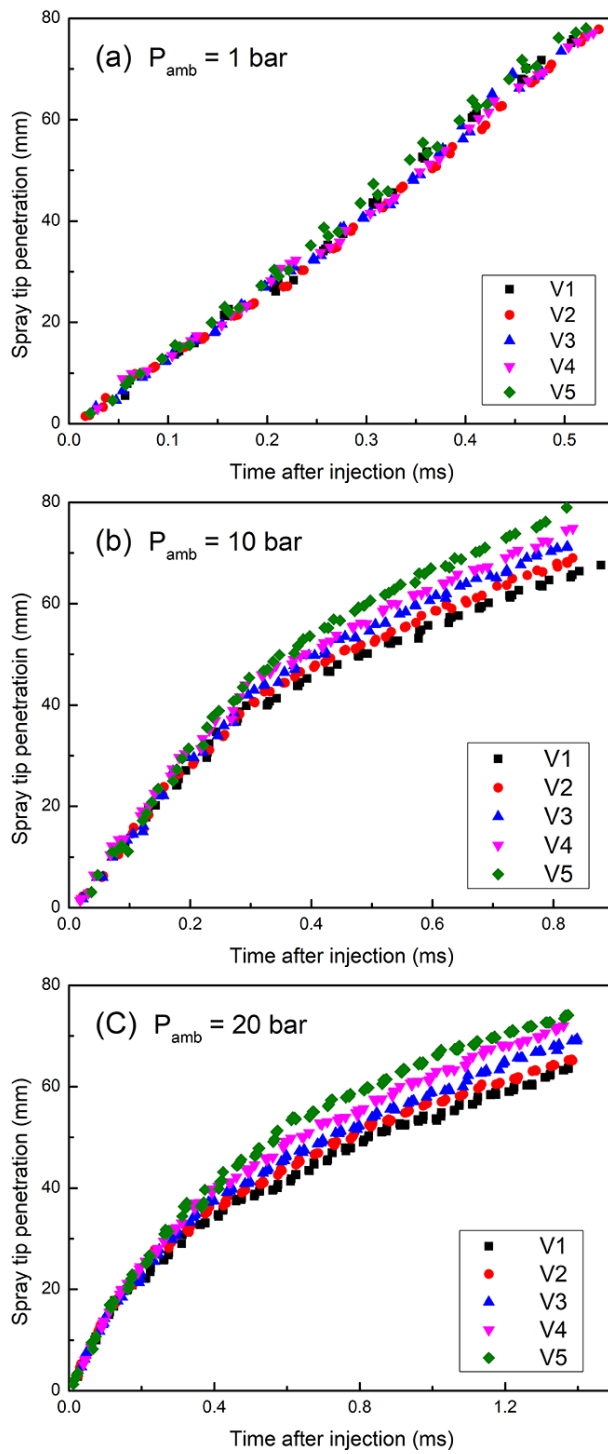 80
(a) P_amb = 1 bar
60
Spray tip penetration (mm)
40
20
0
V1
V2
V3
V4
V5
0.0 0.1 0.2 0.3 0.4 0.5
Time after injection (ms)
80
(b) P_amb = 10 bar
60
Spray tip penetratioin (mm)
40
20
0
V1
V2
V3
V4
V5
0.0 0.2 0.4 0.6 0.8
Time after injection (ms)
80
(C) P_amb = 20 bar
60
Spray tip penetration (mm)
40
20
0
V1
V2
V3
V4
V5
0.0 0.4 0.8 1.2
Time after injection (ms)